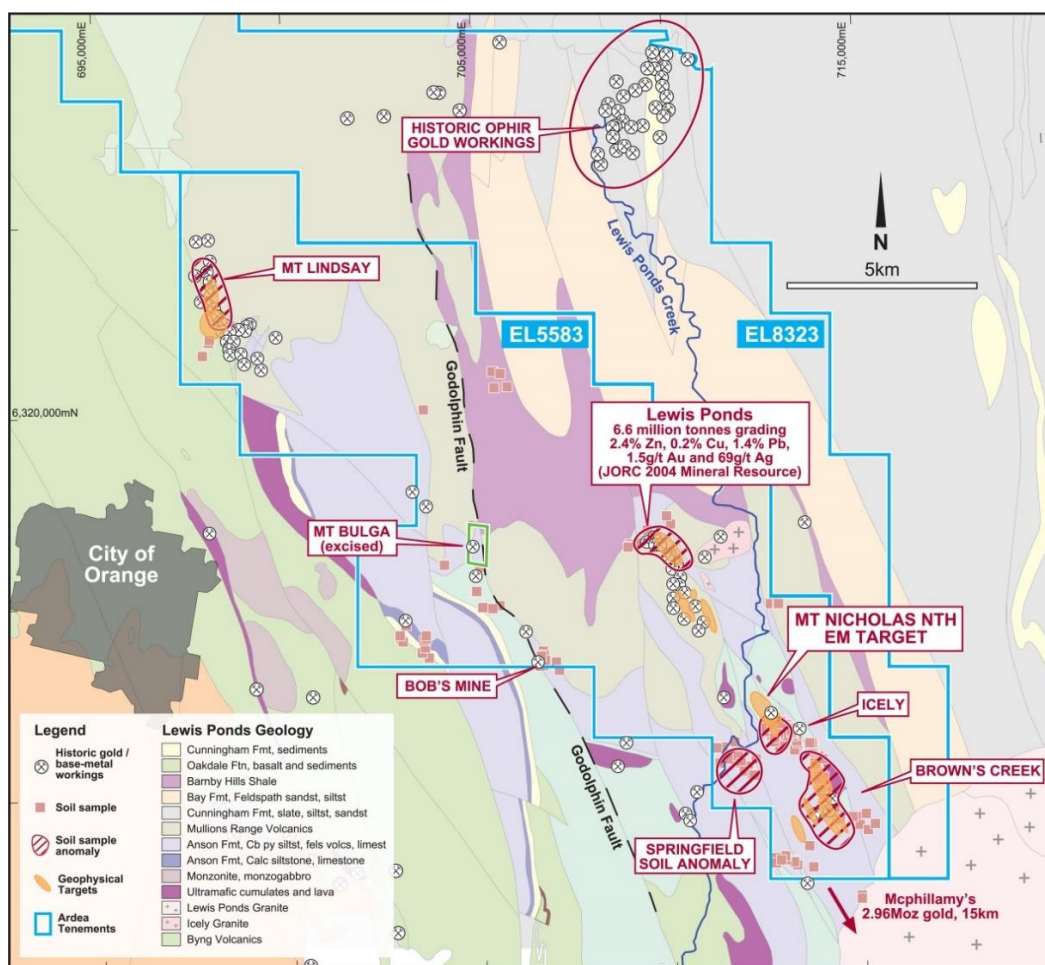 695,000mE
705,000mE
715,000mE
HISTORIC OPHIR
GOLD WORKINGS
N
5km
MT LINDSAY
Lewis Ponds Creek
EL5583
EL8323
Godolphin Fault
6,320,000mN
Lewis Ponds
6.6 million tonnes grading
2.4% Zn, 0.2% Cu, 1.4% Pb,
1.5g/t Au and 69g/t Ag
(JORC 2004 Mineral Resource)
MT BULGA
(excised)
City of
Orange
MT NICHOLAS NTH
EM TARGET
BOB'S MINE
ICELY
BROWN'S CREEK
Godolphin Fault
SPRINGFIELD
SOIL ANOMALY
Mcphillamy's
2.96Moz gold, 15km
Legend
Historic gold /
base-metal
workings
Soil sample
Soil sample
anomaly
Geophysical
Targets
Ardea
Tenements
Lewis Ponds Geology
Cunningham Fmt, sediments
Oakdale Ftn, basalt and sediments
Barnby Hills Shale
Bay Fmt, Feldspath sandst, siltst
Cunningham Fmt, slate, siltst, sandst
Mullions Range Volcanics
Anson Fmt, Cb py siltst, fels volcs, limest
Anson Fmt, Calc siltstone, limestone
Monzonite, monzogabbro
Ultramafic cumulates and lava
Lewis Ponds Granite
Icely Granite
Byng Volcanics